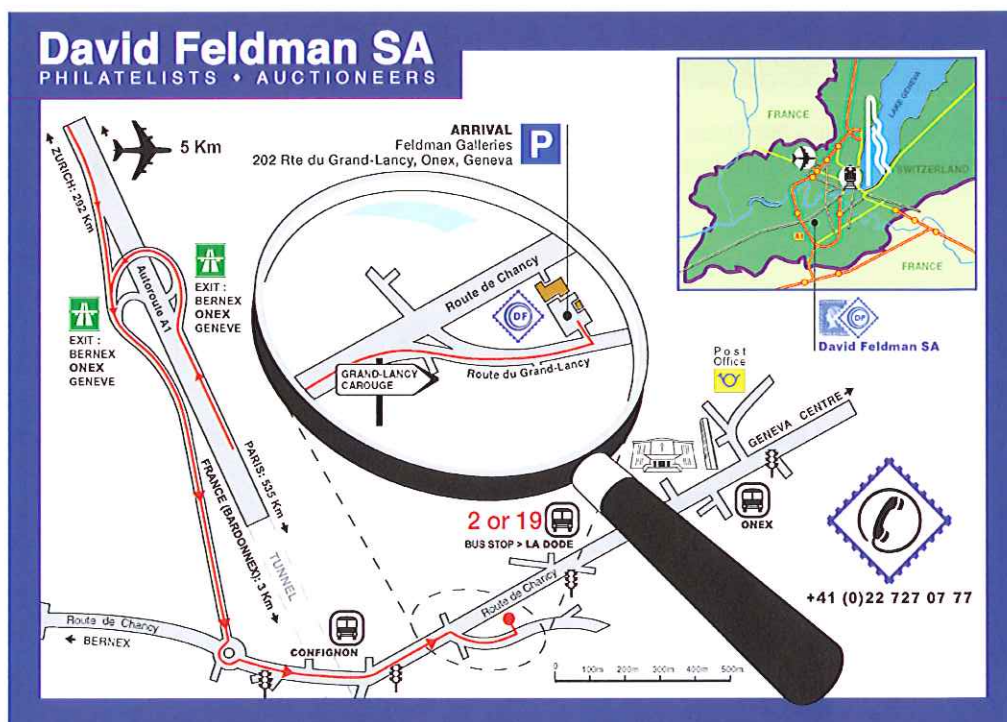 David Feldman SA
PHILATELISTS • AUCTIONEERS
5 Km
ZURICH: 292 Km
Autoroute A1
EXIT :
BERNEX
ONEX
GENEVE
EXIT :
BERNEX
ONEX
GENEVE
PARIS: 535 Km
FRANCE (BARDONNEX): 3 Km
TUNNEL
Route de Chancy
BERNEX
CONFIGNON
ARRIVAL
Feldman Galleries
202 Rte du Grand-Lancy, Onex, Geneva
P
Route de Chancy
DF
GRAND-LANCY
CAROUGE
Route du Grand-Lancy
2 or 19
BUS STOP > LA DODE
Route de Chancy
0 100m 200m 300m 400m 500m
FRANCE
LAKE GENEVA
SWITZERLAND
A1
FRANCE
DF
David Feldman SA
Post
Office
GENEVA CENTRE
ONEX
+41 (0)22 727 07 77